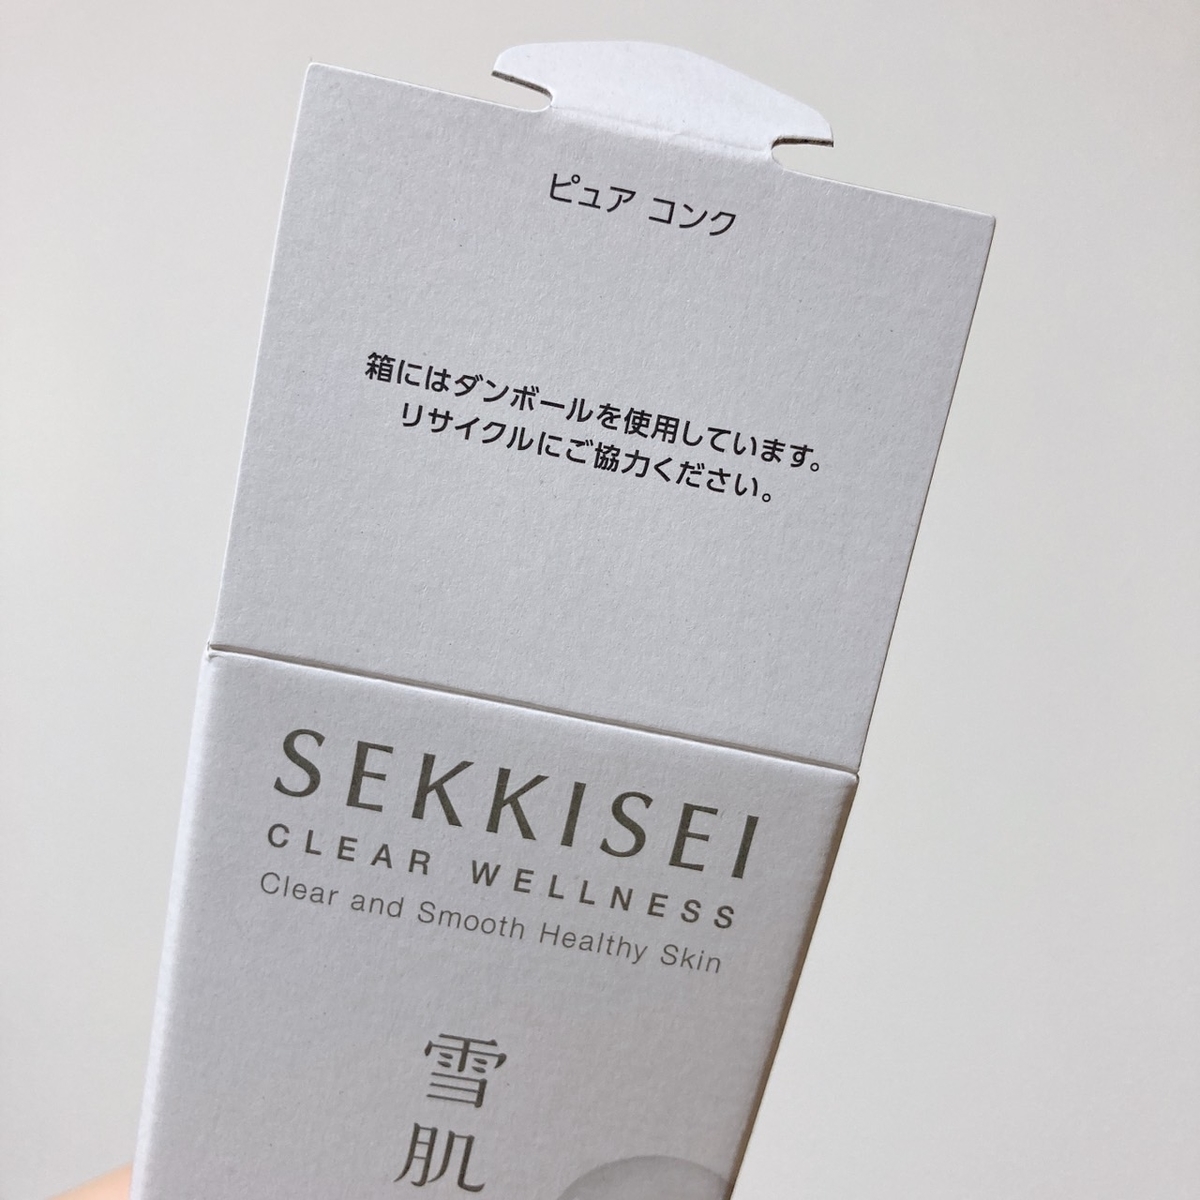 ピュア コンク
箱にはダンボールを使用しています。
リサイクルにご協力ください。
SEKKISEI
CLEAR WELLNESS
Clear and Smooth Healthy Skin
雪
肌